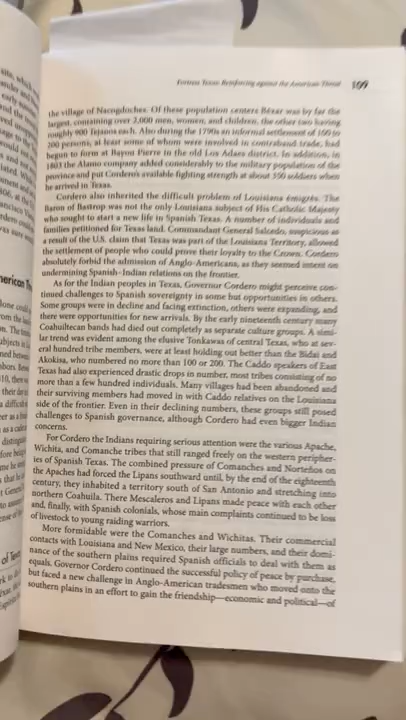 Fortress Texas: Reinforcing against the American Threat 109
the village of Nacogdoches. Of these population centers Béxar was by far the
largest, containing over 2,000 men, women, and children, the other two having
roughly 900 Tejanos each. Also during the 1790s an informal settlement of 100 to
200 persons, at least some of whom were involved in contraband trade, had
begun to form at Bayou Pierre in the old Los Adaes district. In addition, in
1803 the Alamo company added considerably to the military population of the
province and put Cordero's available fighting strength at about 390 soldiers when
he arrived in Texas.
Cordero also inherited the difficult problem of Louisiana émigrés. The
Baron of Bastrop was not the only Louisianan subject of His Catholic Majesty
who sought to start a new life in Spanish Texas. A number of individuals and
families petitioned for Texas land. Commandant General Salcedo, suspicious as
a result of the U.S. claim that Texas was part of the Louisiana Territory, allowed
the settlement of people who could prove their loyalty to the Crown. Cordero
absolutely forbid the admission of Anglo-Americans, as they seemed intent on
undermining Spanish-Indian relations on the frontier.
As for the Indian peoples in Texas, Governor Cordero might perceive con-
tinued challenges to Spanish sovereignty in some but opportunities in others.
Some groups were in decline and facing extinction, others were expanding, and
there were opportunities for new arrivals. By the early nineteenth century many
Coahuiltecan bands had died out completely as separate culture groups. A simi-
lar trend was evident among the elusive Tonkawas of central Texas, who at sev-
eral hundred tribe members, were at least holding out better than the Bidai and
Akokisa, who numbered no more than 100 or 200. The Caddo speakers of East
Texas had also experienced drastic drops in number, most tribes consisting of no
more than a few hundred individuals. Many villages had been abandoned and
their surviving members had moved in with Caddo relatives on the Louisiana
side of the frontier. Even in their declining numbers, these groups still posed
challenges to Spanish governance, although Cordero had even bigger Indian
concerns.
For Cordero the Indians requiring serious attention were the various Apache,
Wichita, and Comanche tribes that still ranged freely on the western peripher-
ies of Spanish Texas. The combined pressure of Comanches and Norteños on
the Apaches had forced the Lipans southward until, by the end of the eighteenth
century, they inhabited a territory south of San Antonio and stretching into
northern Coahuila. There Mescaleros and Lipans made peace with each other
and, finally, with Spanish colonials, whose main complaints continued to be loss
of livestock to young raiding warriors.
More formidable were the Comanches and Wichitas. Their commercial
contacts with Louisiana and New Mexico, their large numbers, and their domi-
nance of the southern plains required Spanish officials to deal with them as
equals. Governor Cordero continued the successful policy of peace by purchase,
but faced a new challenge in Anglo-American tradesmen who moved onto the
southern plains in an effort to gain the friendship—economic and political—of